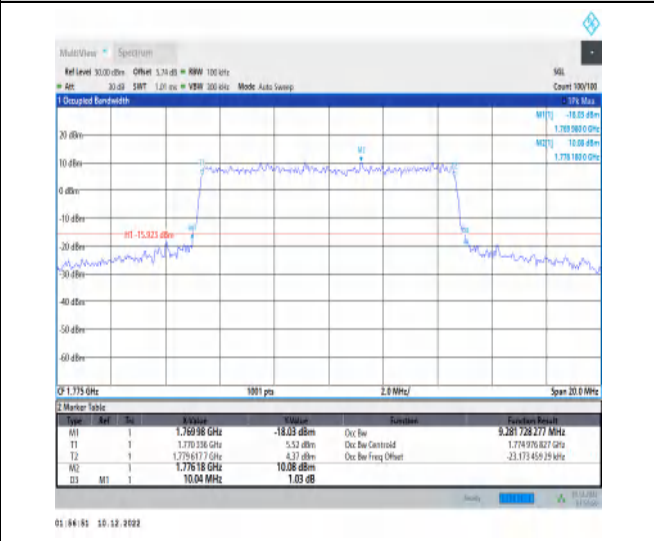 MultiView Spectrum
Ref Level 30.00 dBm Offset 5.74 dB RBW 100 kHz SGL
Att 30 dB SWT 1.01 ms VBW 300 kHz Mode Auto Sweep Count 100/100
1 Occupied Bandwidth 1Pk Max
M1[1] -18.03 dBm
1.769 980 0 GHz
20 dBm
M2[1] 10.08 dBm
1.776 180 0 GHz
M2
10 dBm
0 dBm
-10 dBm
H1 -15.923 dBm
-20 dBm
-30 dBm
-40 dBm
-50 dBm
-60 dBm
CF 1.775 GHz 1001 pts 2.0 MHz/ Span 20.0 MHz
2 Marker Table
Type Ref Trc X-Value Y-Value Function Function Result
M1 1 1.769 98 GHz -18.03 dBm Occ Bw 9.281 728 277 MHz
T1 1 1.770 336 GHz 5.52 dBm Occ Bw Centroid 1.774 976 827 GHz
T2 1 1.779 617 7 GHz 4.37 dBm Occ Bw Freq Offset -23.173 459 29 kHz
M2 1 1.776 18 GHz 10.08 dBm
D3 M1 1 10.04 MHz 1.03 dB
Ready
01:56:51 10.12.2022